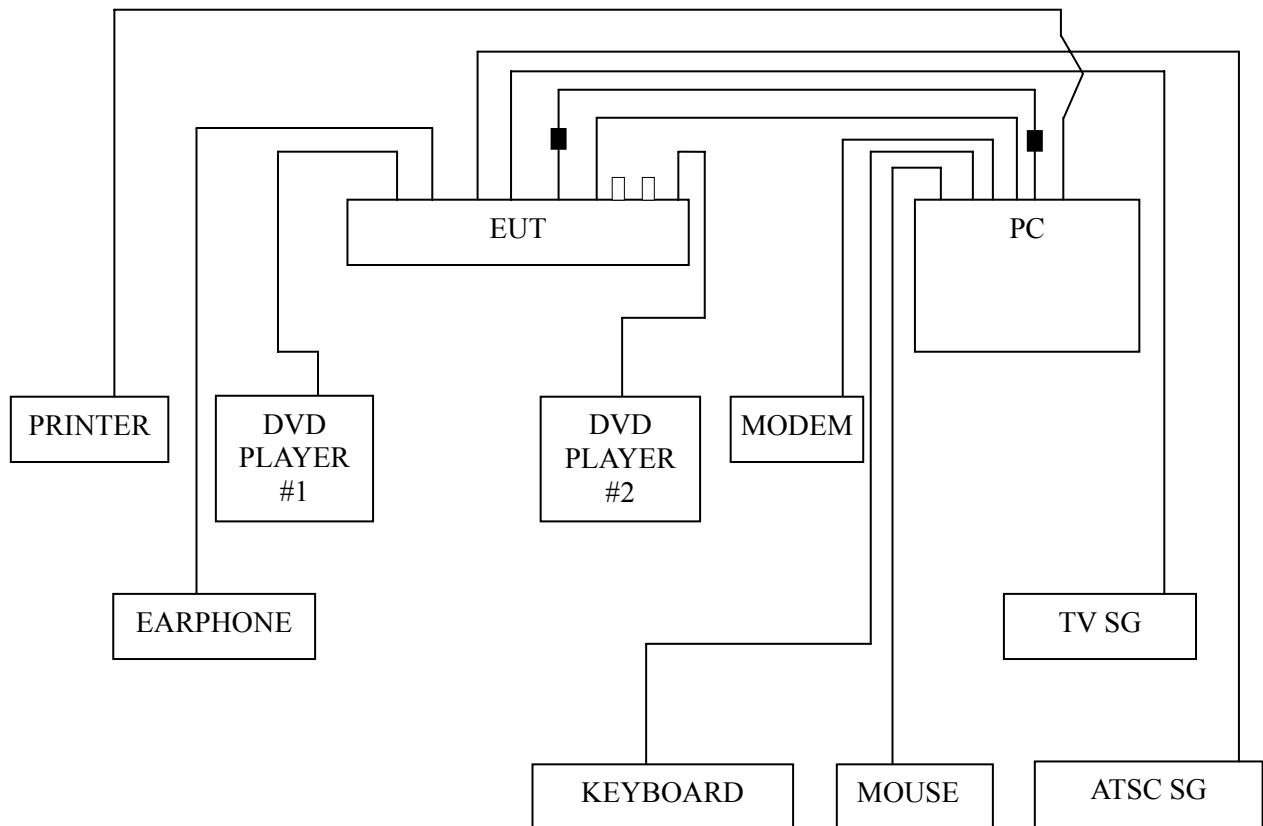 EUT
PC
PRINTER
DVD
PLAYER
#1
DVD
PLAYER
#2
MODEM
EARPHONE
TV SG
KEYBOARD
MOUSE
ATSC SG